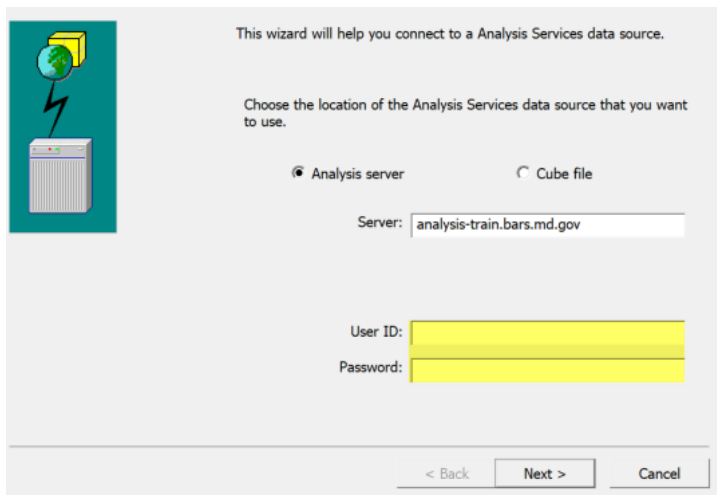 This wizard will help you connect to a Analysis Services data source.
Choose the location of the Analysis Services data source that you want
to use.
Analysis server
Cube file
Server: analysis-train.bars.md.gov
User ID:
Password:
< Back Next > Cancel